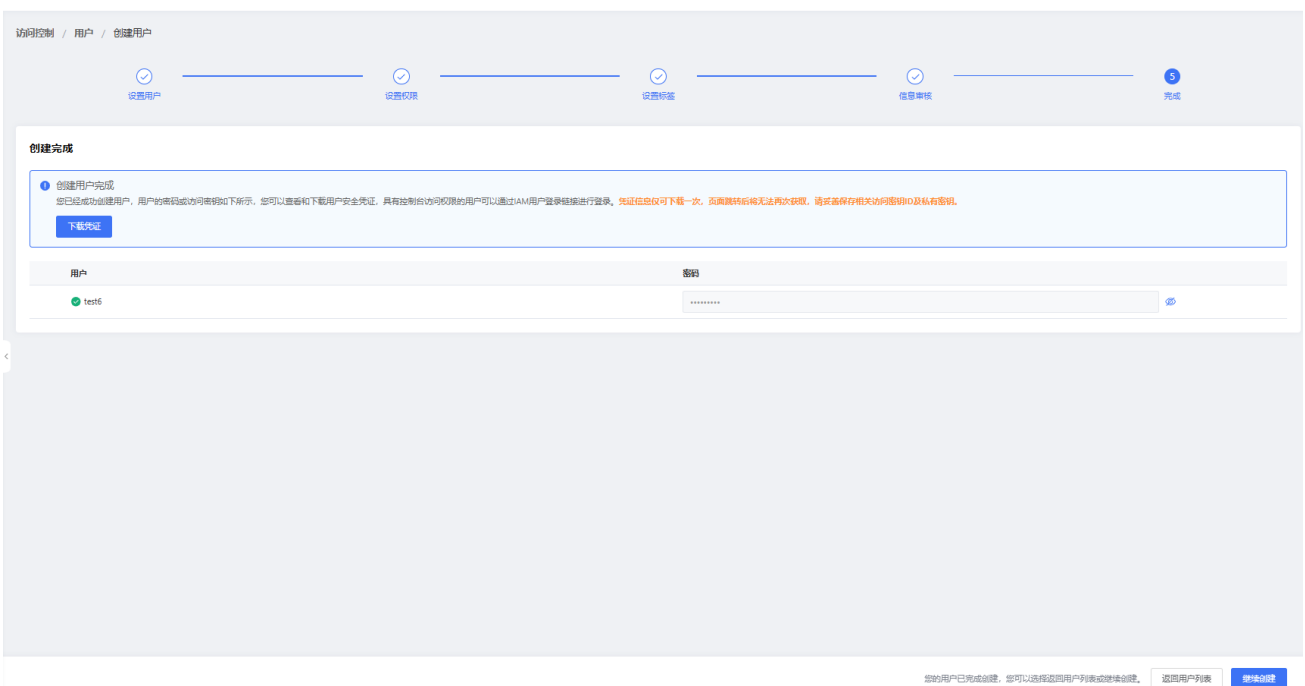 访问控制 / 用户 / 创建用户
设置用户
设置权限
设置标签
信息审核
5
完成
创建完成
创建用户完成
您已经成功创建用户，用户的密码或访问密钥如下所示，您可以查看和下载用户安全凭证，具有控制台访问权限的用户可以通过IAM用户登录链接进行登录。凭证信息仅可下载一次，页面跳转后将无法再次获取，请妥善保存相关访问密钥ID及私有密钥。
下载凭证
用户 密码
test6 •••••••••
您的用户已完成创建，您可以选择返回用户列表或继续创建。 返回用户列表 继续创建